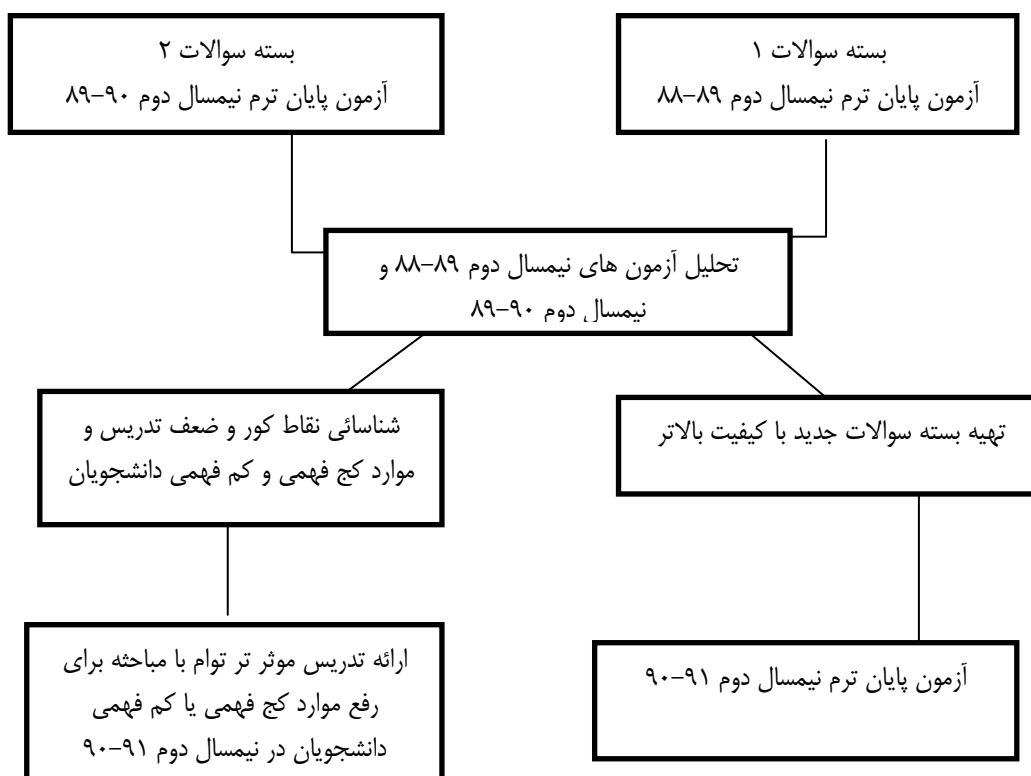 بسته سوالات ۱
آزمون پایان ترم نیمسال دوم ۸۹-۸۸
بسته سوالات ۲
آزمون پایان ترم نیمسال دوم ۹۰-۸۹
تحلیل آزمون های نیمسال دوم ۸۹-۸۸ و
نیمسال دوم ۹۰-۸۹
تهیه بسته سوالات جدید با کیفیت بالاتر
شناسائی نقاط کور و ضعف تدریس و
موارد کج فهمی و کم فهمی دانشجویان
آزمون پایان ترم نیمسال دوم ۹۱-۹۰
ارائه تدریس موثر تر توام با مباحثه برای
رفع موارد کج فهمی یا کم فهمی
دانشجویان در نیمسال دوم ۹۱-۹۰